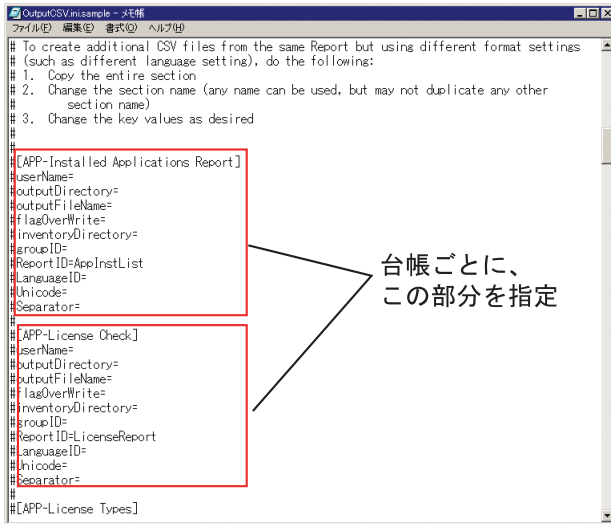 OutputCSV.ini.sample - メモ帳
ファイル(F) 編集(E) 書式(O) ヘルプ(H)
# To create additional CSV files from the same Report but using different format settings
# (such as different language setting), do the following:
# 1. Copy the entire section
# 2. Change the section name (any name can be used, but may not duplicate any other
# section name)
# 3. Change the key values as desired
#
#
#[APP-Installed Applications Report]
#userName=
#outputDirectory=
#outputFileName=
#flagOverWrite=
#inventoryDirectory=
#groupID=
#ReportID=AppInstList
#LanguageID=
#Unicode=
#Separator=
#
#[APP-License Check]
#userName=
#outputDirectory=
#outputFileName=
#flagOverWrite=
#inventoryDirectory=
#groupID=
#ReportID=LicenseReport
#LanguageID=
#Unicode=
#Separator=
#
#[APP-License Types]
台帳ごとに、
この部分を指定